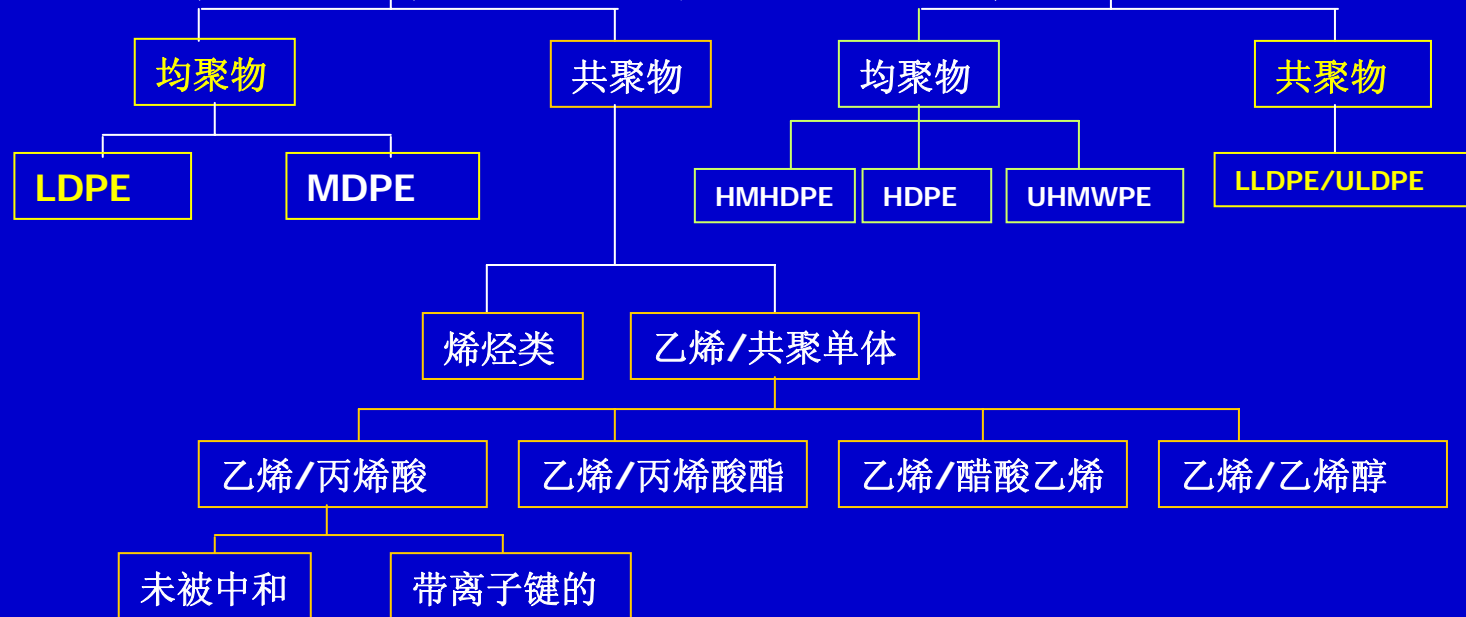 均聚物
共聚物
均聚物
共聚物
LDPE
MDPE
HMHDPE
HDPE
UHMWPE
LLDPE/ULDPE
烯烃类
乙烯/共聚单体
乙烯/丙烯酸
乙烯/丙烯酸酯
乙烯/醋酸乙烯
乙烯/乙烯醇
未被中和
带离子键的